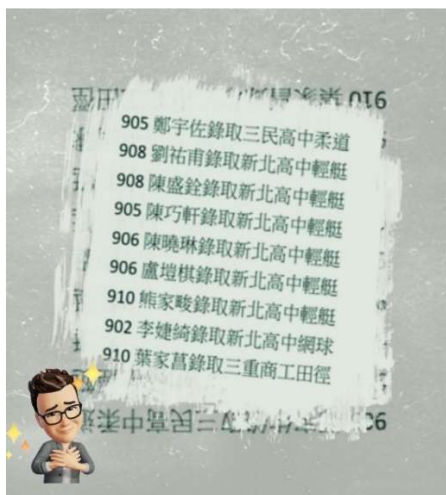 905 鄭宇佐錄取三民高中柔道
908 劉祐甫錄取新北高中輕艇
908 陳盛銓錄取新北高中輕艇
905 陳巧軒錄取新北高中輕艇
906 陳曉琳錄取新北高中輕艇
906 盧塏棋錄取新北高中輕艇
910 熊家畯錄取新北高中輕艇
902 李婕綺錄取新北高中網球
910 葉家菖錄取三重商工田徑